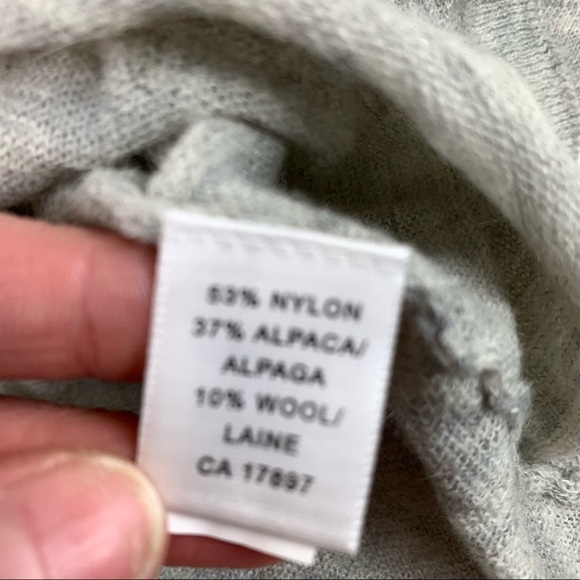 53% NYLON
37% ALPACA/
ALPAGA
10% WOOL/
LAINE
CA 17897